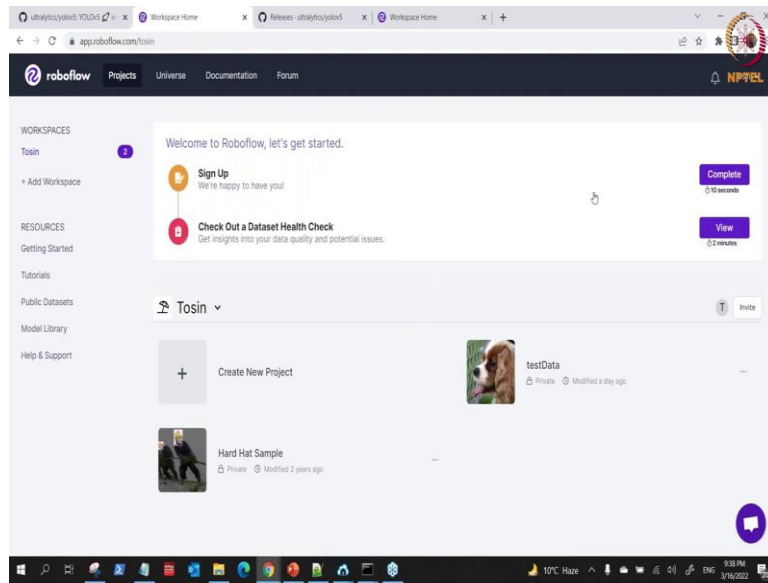 ultralytics/yolov5: YOLOv5 in
Workspace Home
Releases · ultralytics/yolov5
Workspace Home
app.roboflow.com/tosin
roboflow Projects Universe Documentation Forum
NPTEL
WORKSPACES
Tosin 2
+ Add Workspace
RESOURCES
Getting Started
Tutorials
Public Datasets
Model Library
Help & Support
Welcome to Roboflow, let's get started.
Sign Up
We're happy to have you!
Complete
10 seconds
Check Out a Dataset Health Check
Get insights into your data quality and potential issues.
View
2 minutes
Tosin
T Invite
+ Create New Project
testData
Private Modified a day ago
Hard Hat Sample
Private Modified 2 years ago
10°C Haze
ENG
9:38 PM
3/16/2022